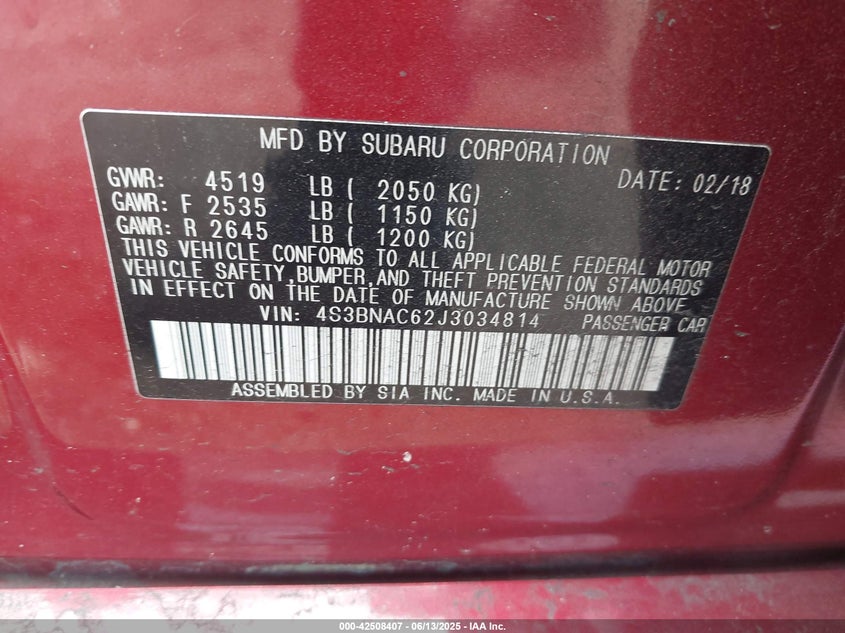 MFD BY SUBARU CORPORATION
DATE: 02/18
GVWR: 4519 LB ( 2050 KG)
GAWR: F 2535 LB ( 1150 KG)
GAWR: R 2645 LB ( 1200 KG)
THIS VEHICLE CONFORMS TO ALL APPLICABLE FEDERAL MOTOR
VEHICLE SAFETY,BUMPER,AND THEFT PREVENTION STANDARDS
IN EFFECT ON THE DATE OF MANUFACTURE SHOWN ABOVE
VIN: 4S3BNAC62J3034814 PASSENGER CAR
ASSEMBLED BY SIA INC. MADE IN U.S.A.
000-42508407 - 06/13/2025 - IAA Inc.